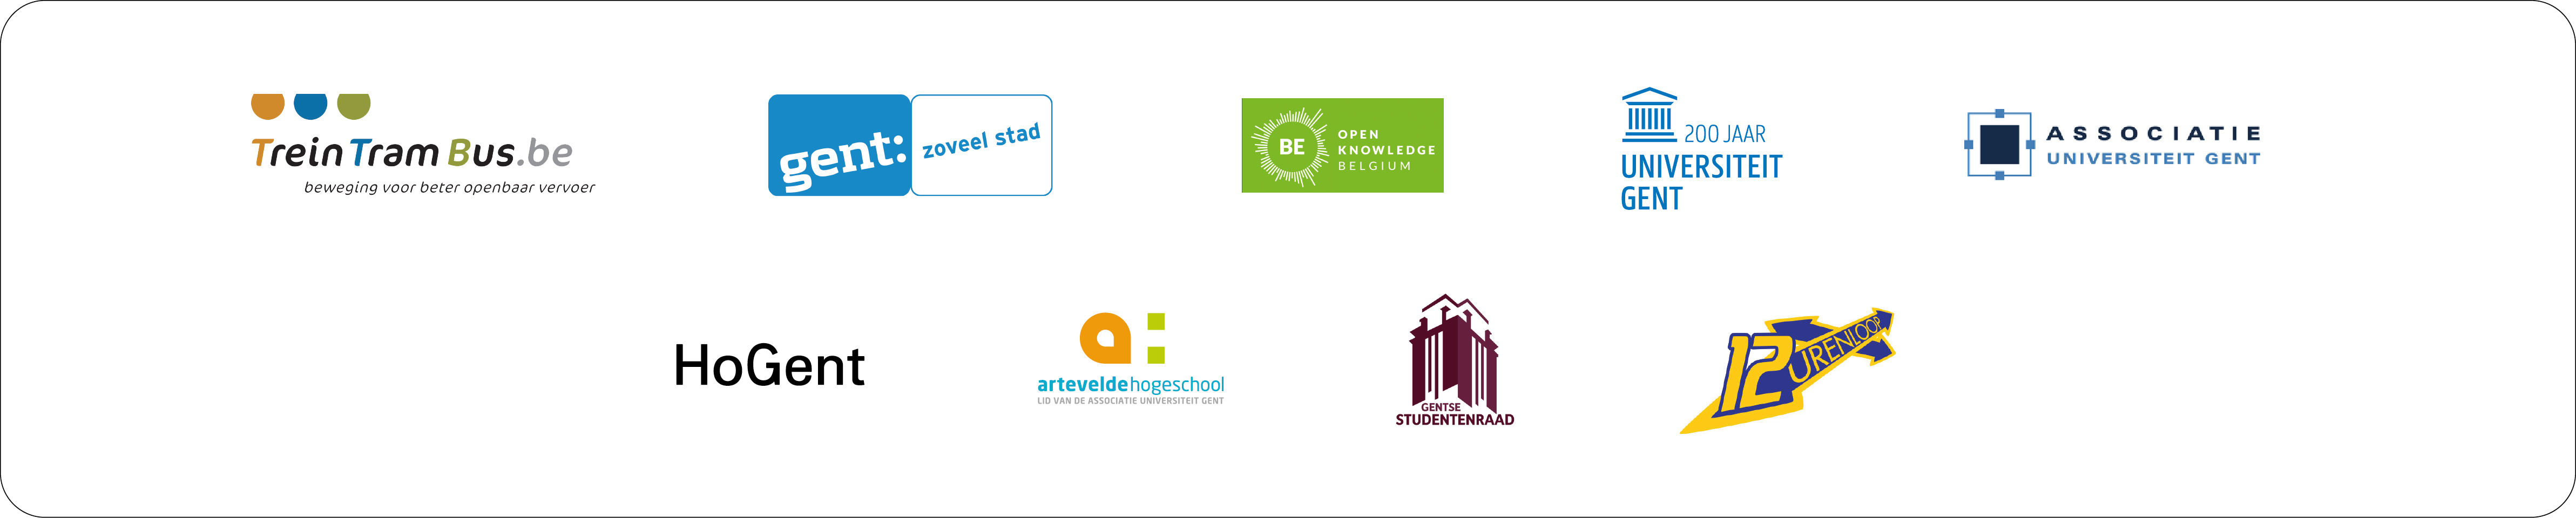 TreinTramBus.be
beweging voor beter openbaar vervoer
gent:
zoveel stad
BE
OPEN
KNOWLEDGE
BELGIUM
200 JAAR
UNIVERSITEIT
GENT
ASSOCIATIE
UNIVERSITEIT GENT
HoGent
a:
arteveldehogeschool
LID VAN DE ASSOCIATIE UNIVERSITEIT GENT
GENTSE
STUDENTENRAAD
12 URENLOOP